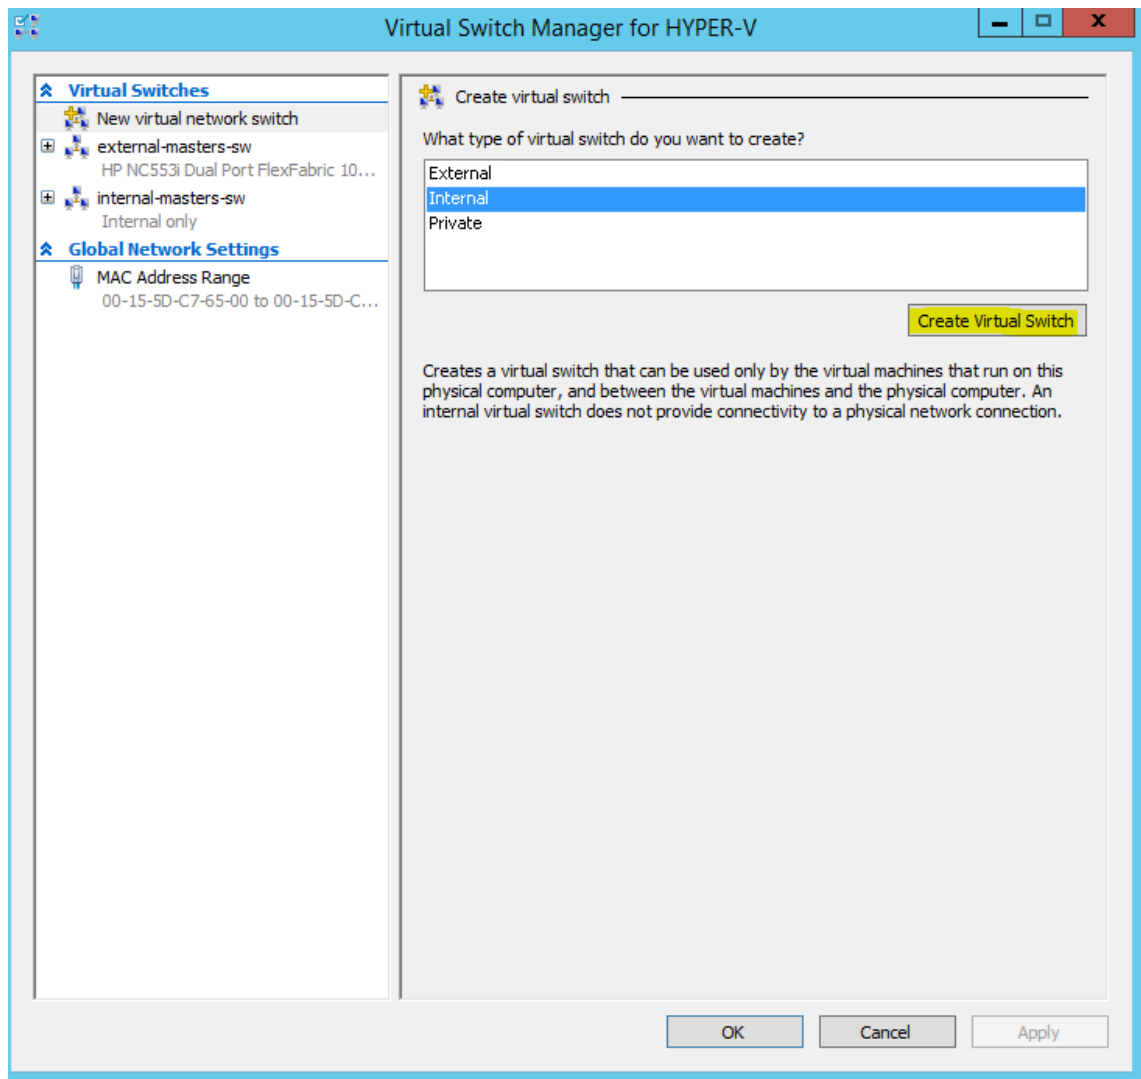 Virtual Switch Manager for HYPER-V
Virtual Switches
New virtual network switch
external-masters-sw
HP NC553i Dual Port FlexFabric 10...
internal-masters-sw
Internal only
Global Network Settings
MAC Address Range
00-15-5D-C7-65-00 to 00-15-5D-C...
Create virtual switch
What type of virtual switch do you want to create?
External
Internal
Private
Create Virtual Switch
Creates a virtual switch that can be used only by the virtual machines that run on this
physical computer, and between the virtual machines and the physical computer. An
internal virtual switch does not provide connectivity to a physical network connection.
OK
Cancel
Apply